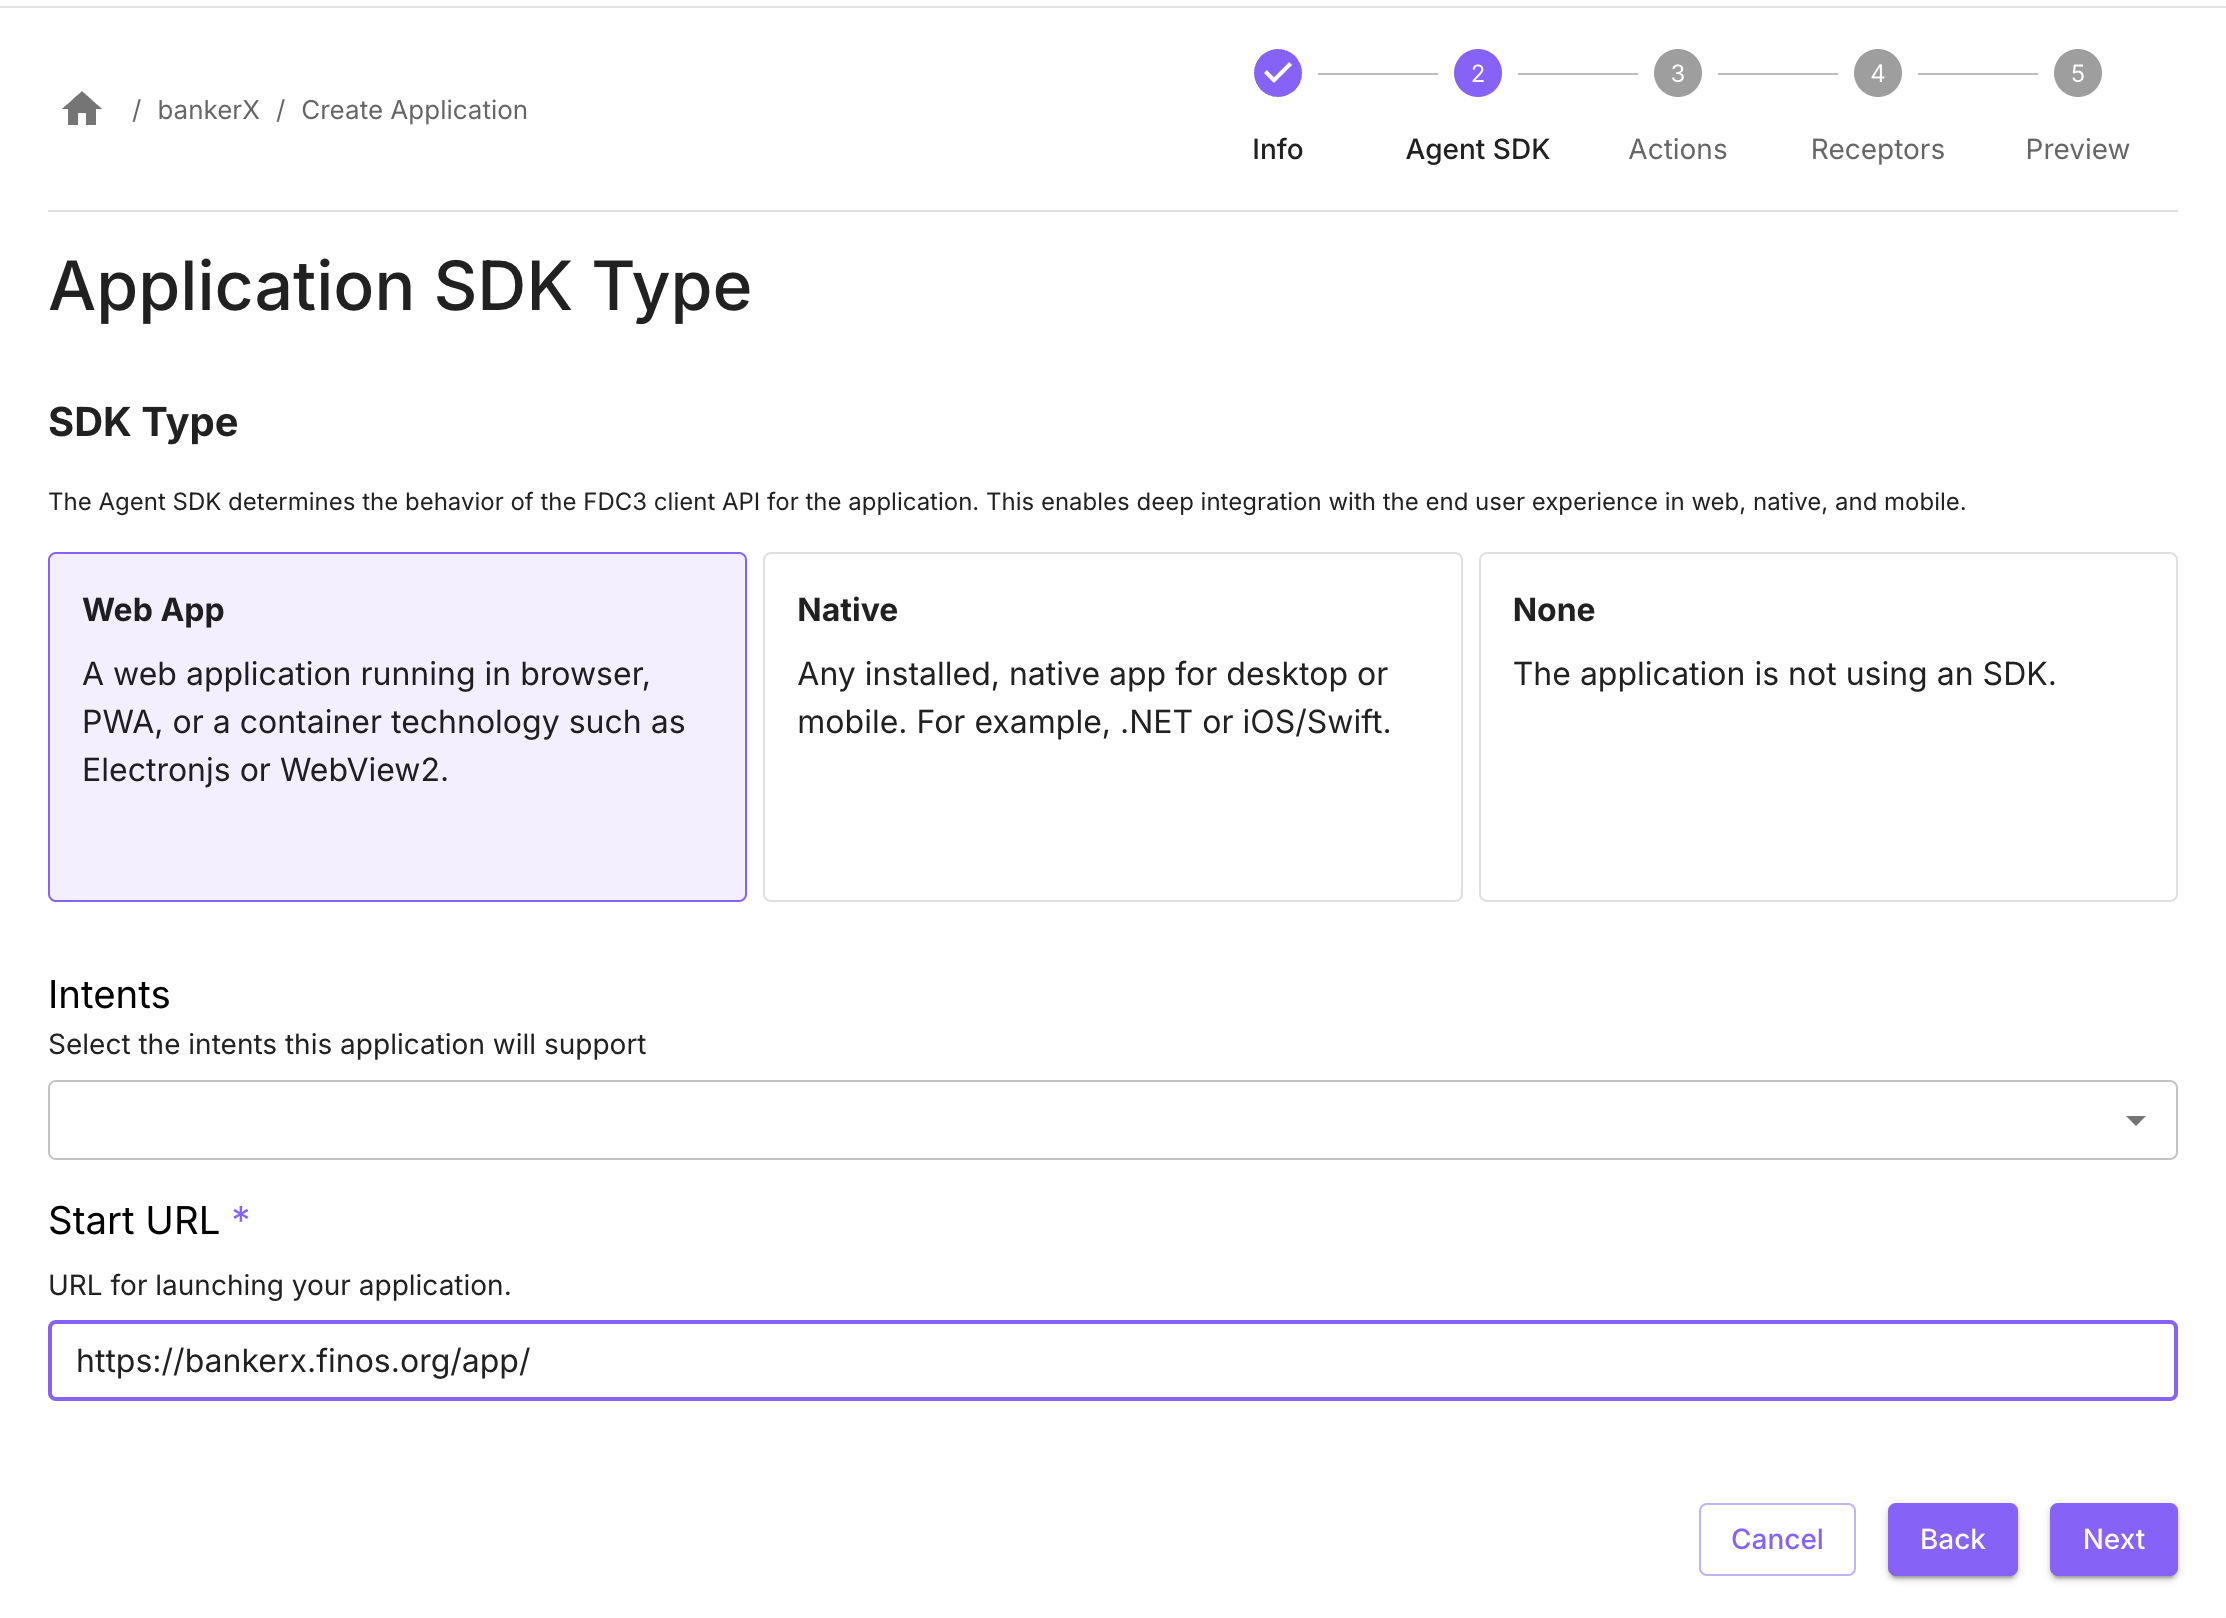 / bankerX / Create Application
2
3
4
5
Info
Agent SDK
Actions
Receptors
Preview
Application SDK Type
SDK Type
The Agent SDK determines the behavior of the FDC3 client API for the application. This enables deep integration with the end user experience in web, native, and mobile.
Web App
A web application running in browser,
PWA, or a container technology such as
Electronjs or WebView2.
Native
Any installed, native app for desktop or
mobile. For example, .NET or iOS/Swift.
None
The application is not using an SDK.
Intents
Select the intents this application will support
Start URL *
URL for launching your application.
https://bankerx.finos.org/app/
Cancel
Back
Next